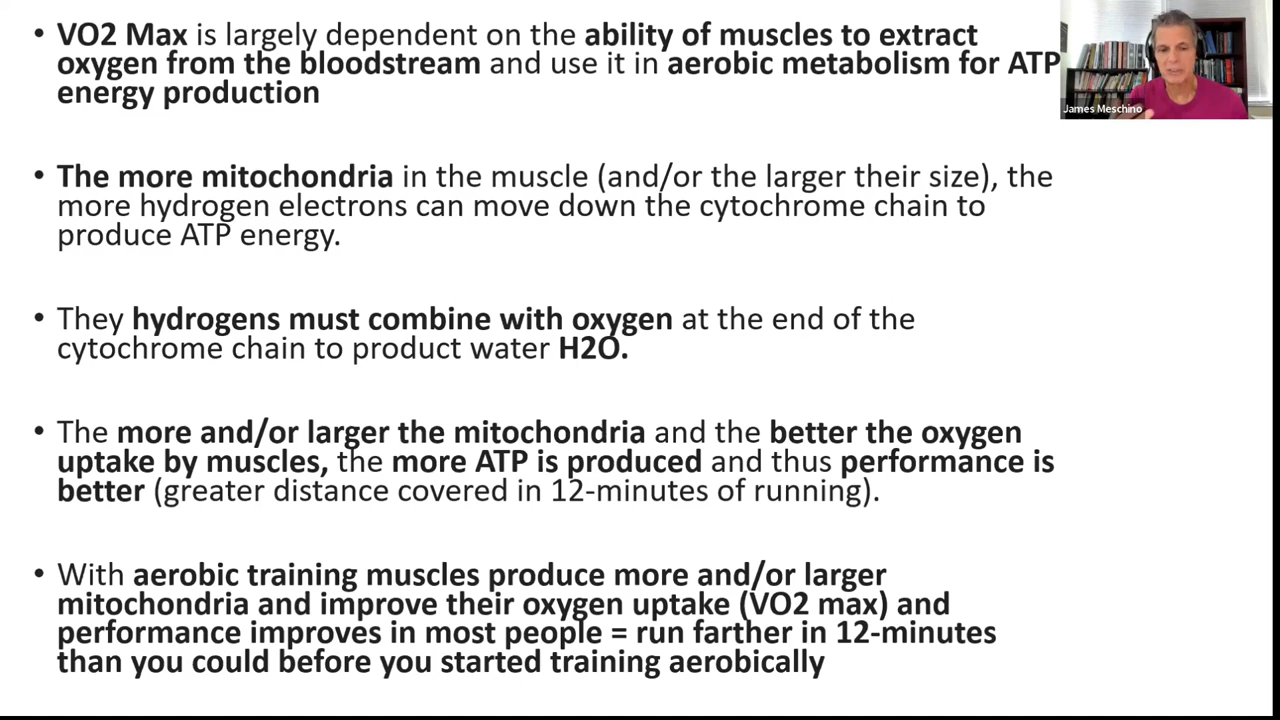 • VO2 Max is largely dependent on the ability of muscles to extract
oxygen from the bloodstream and use it in aerobic metabolism for ATP
energy production
James Meschino
• The more mitochondria in the muscle (and/or the larger their size), the
more hydrogen electrons can move down the cytochrome chain to
produce ATP energy.
• They hydrogens must combine with oxygen at the end of the
cytochrome chain to product water H2O.
• The more and/or larger the mitochondria and the better the oxygen
uptake by muscles, the more ATP is produced and thus performance is
better (greater distance covered in 12-minutes of running).
• With aerobic training muscles produce more and/or larger
mitochondria and improve their oxygen uptake (VO2 max) and
performance improves in most people = run farther in 12-minutes
than you could before you started training aerobically